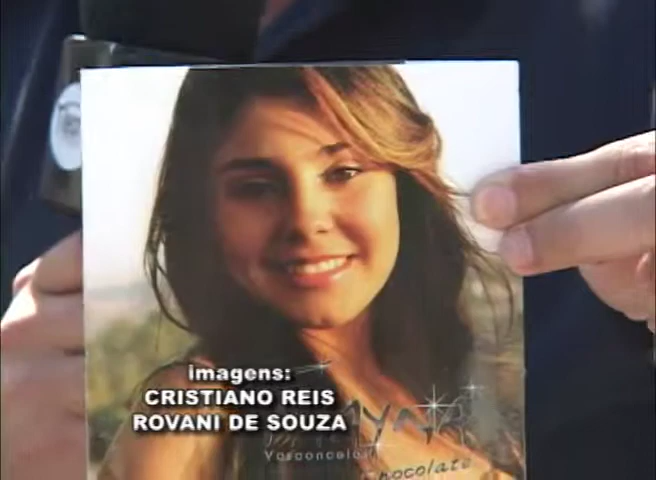 imagens:
CRISTIANO REIS
ROVANI DE SOUZA
Vasconcelos
Chocolate